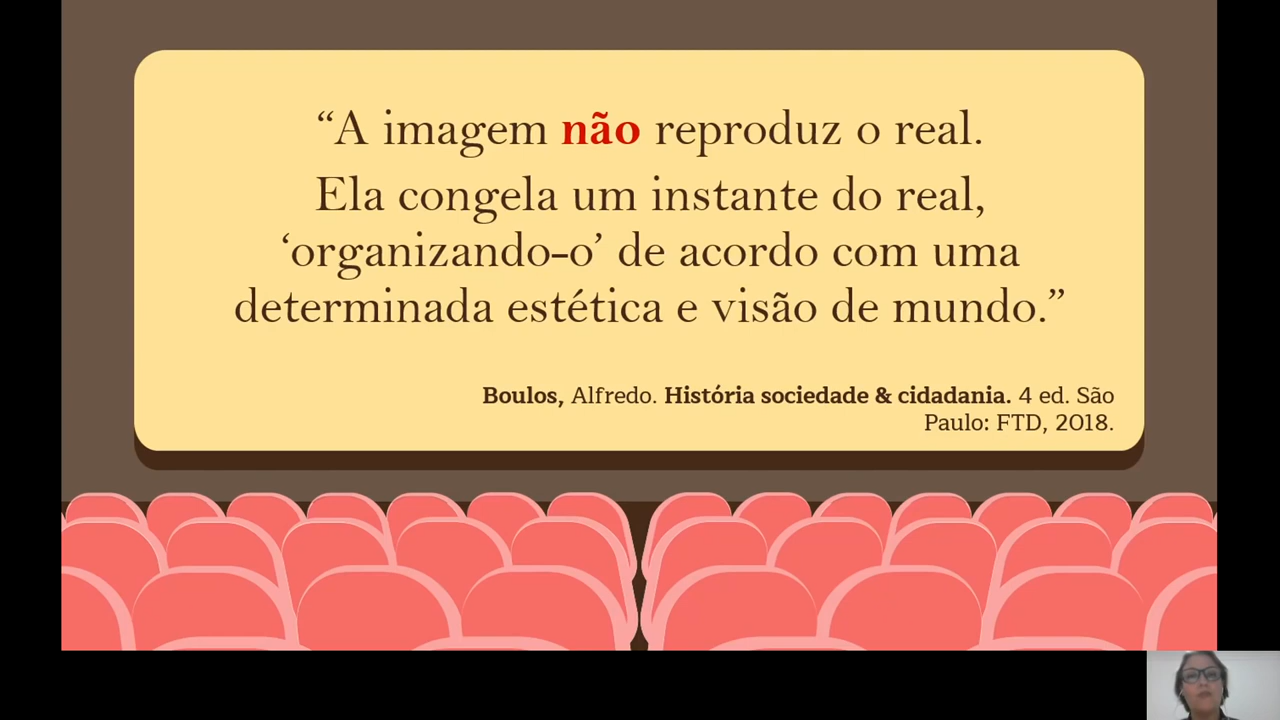 “A imagem não reproduz o real.
Ela congela um instante do real,
‘organizando-o’ de acordo com uma
determinada estética e visão de mundo.”
Boulos, Alfredo. História sociedade & cidadania. 4 ed. São
Paulo: FTD, 2018.